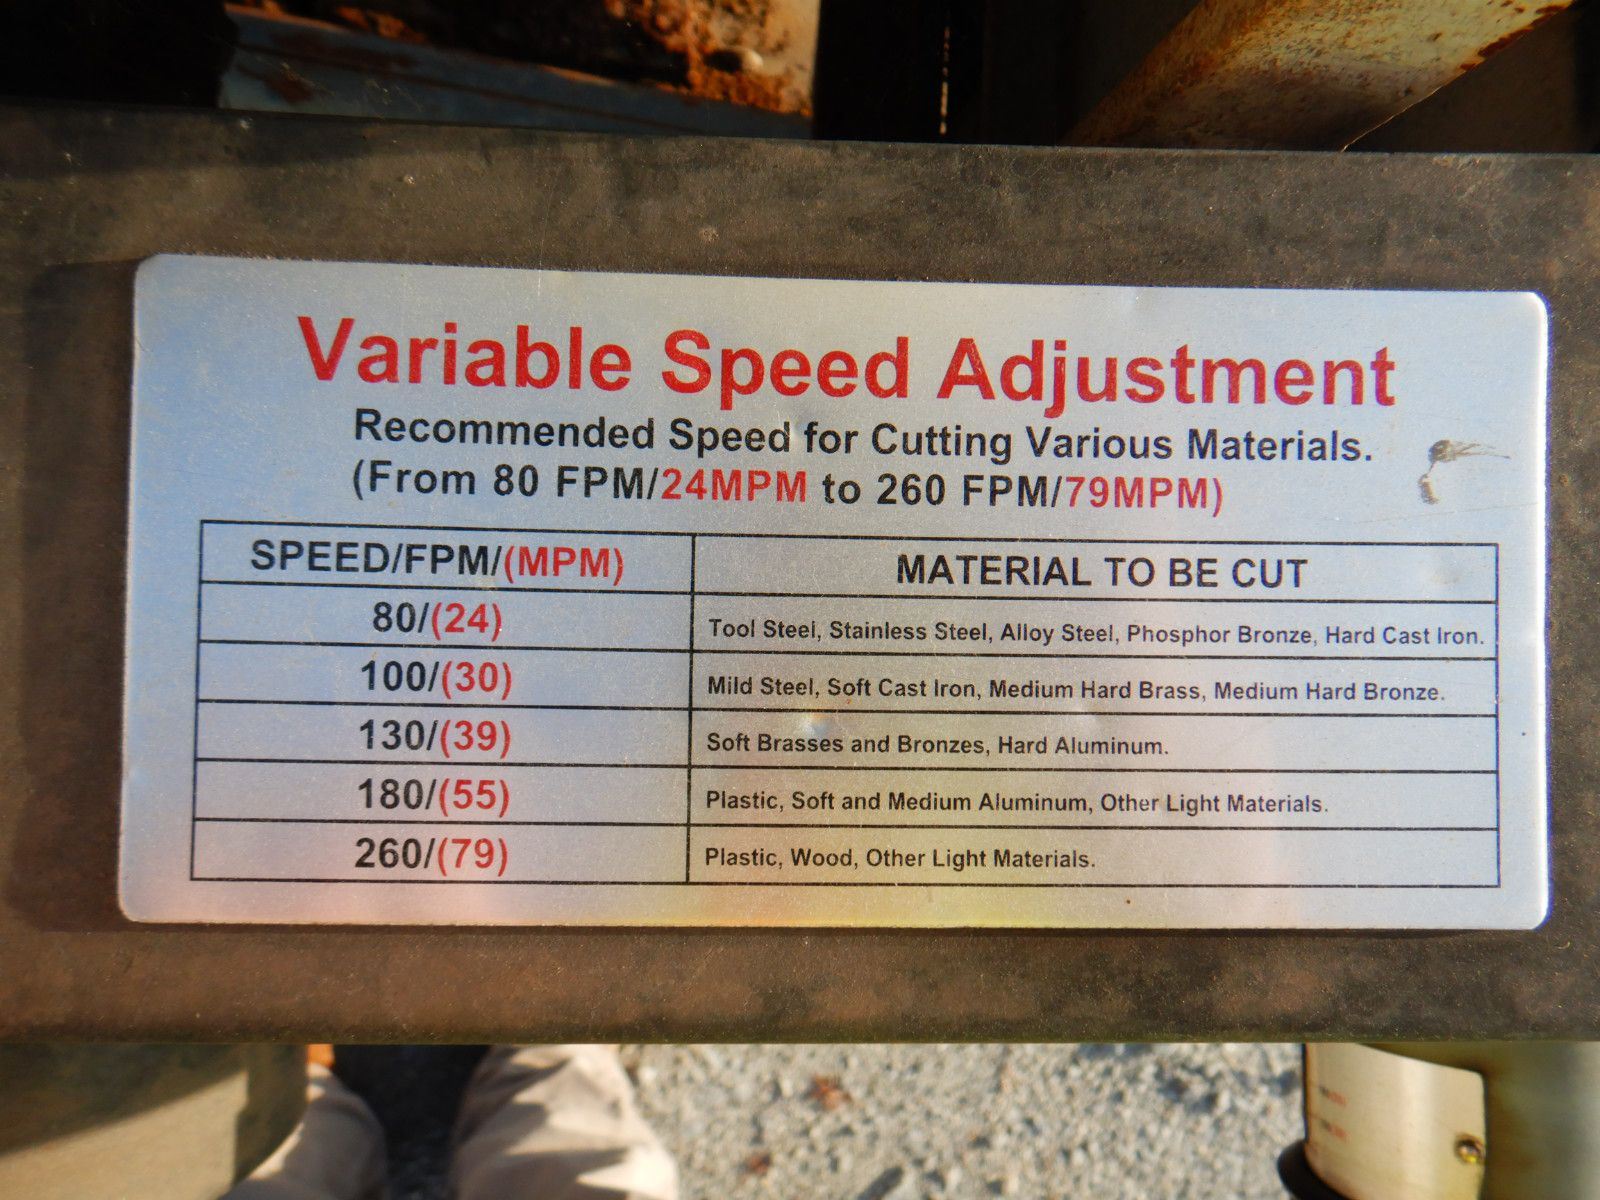 Variable Speed Adjustment
Recommended Speed for Cutting Various Materials.
(From 80 FPM/24MPM to 260 FPM/79MPM)
SPEED/FPM/(MPM) MATERIAL TO BE CUT
80/(24) Tool Steel, Stainless Steel, Alloy Steel, Phosphor Bronze, Hard Cast Iron.
100/(30) Mild Steel, Soft Cast Iron, Medium Hard Brass, Medium Hard Bronze.
130/(39) Soft Brasses and Bronzes, Hard Aluminum.
180/(55) Plastic, Soft and Medium Aluminum, Other Light Materials.
260/(79) Plastic, Wood, Other Light Materials.